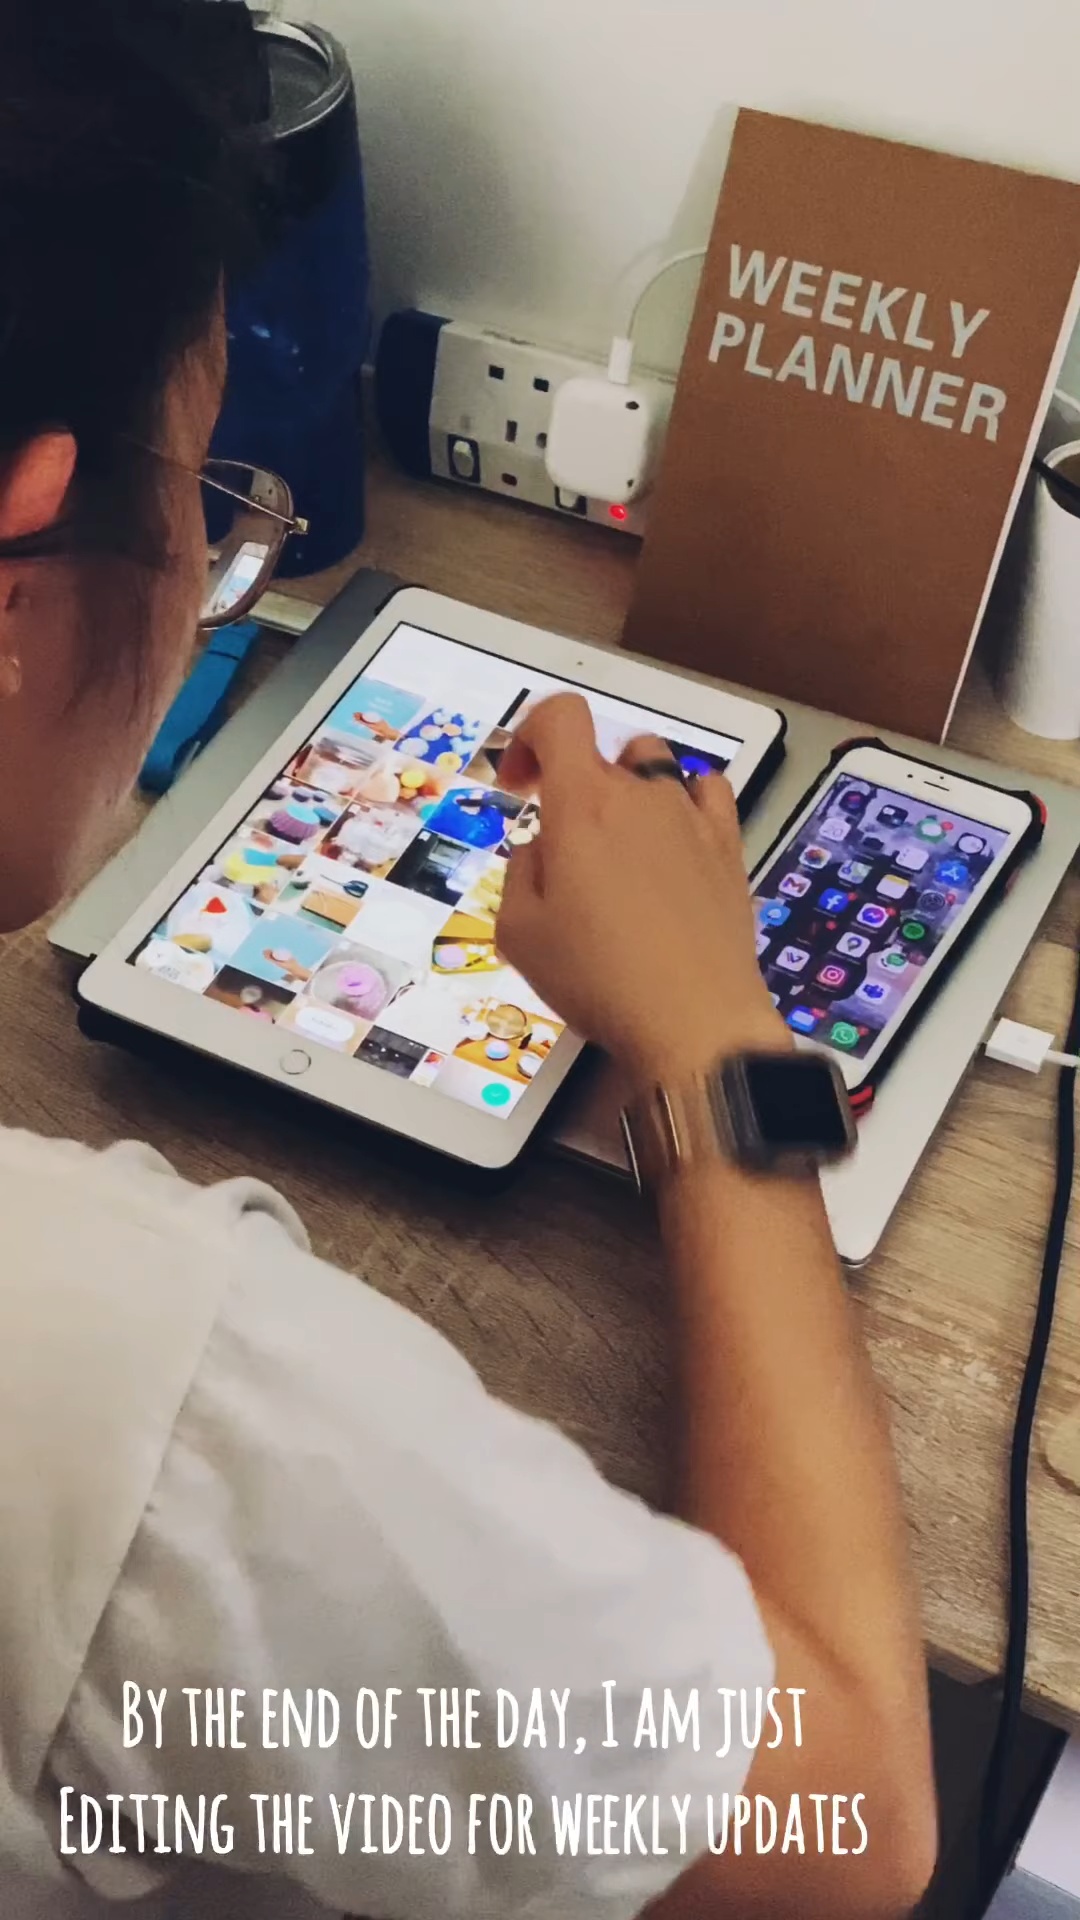 WEEKLY
PLANNER
By the end of the day, I am just
Editing the video for weekly updates